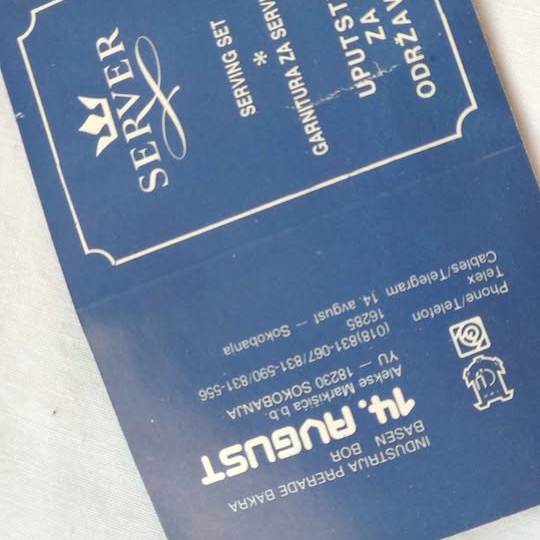 SERVER
SERVING SET
*
GARNITURA ZA SERV
UPUTST
ZA
ODRŽAV
INDUSTRIJA PRERADE BAKRA
BASEN BOR
14. AUGUST
Alekse Markišića b.b.
YU — 18230 SOKOBANJA
Phone/Telefon (018)831-067/831-590/831-556
Telex 16285
Cables/Telegram 14. avgust — Sokobanja